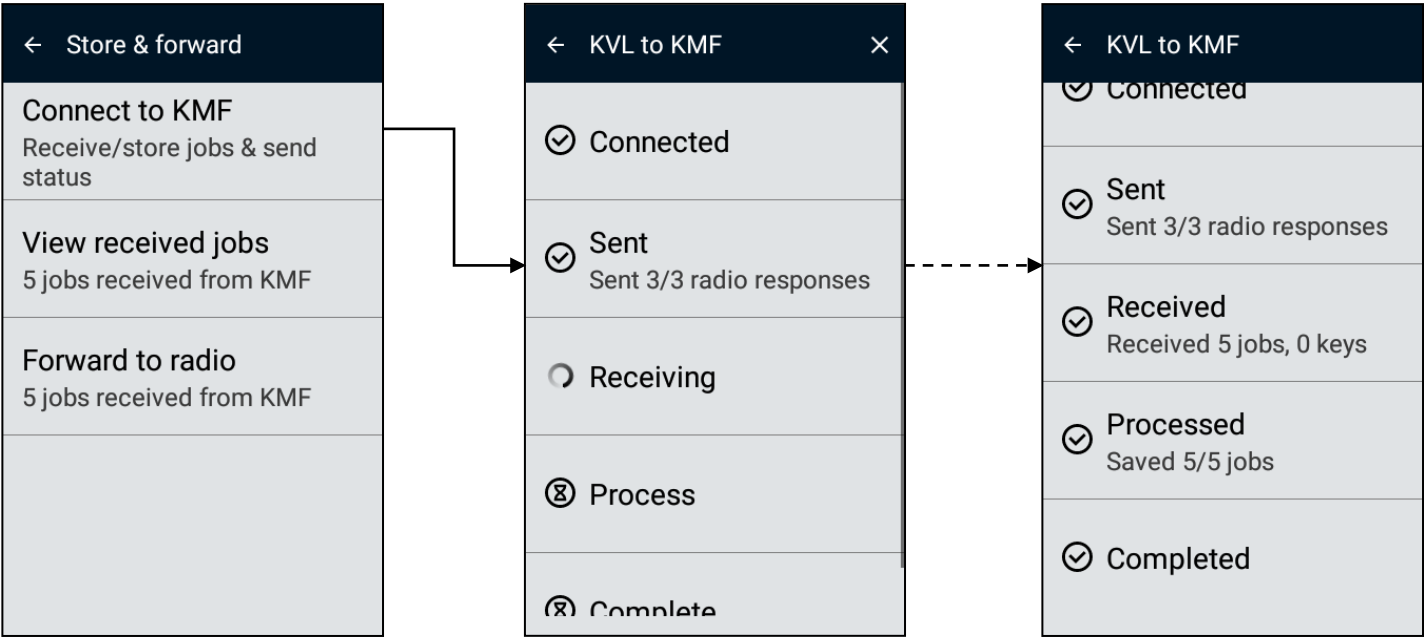 Store & forward
Connect to KMF
Receive/store jobs & send
status
View received jobs
5 jobs received from KMF
Forward to radio
5 jobs received from KMF
KVL to KMF
Connected
Sent
Sent 3/3 radio responses
Receiving
Process
Complete
KVL to KMF
Connected
Sent
Sent 3/3 radio responses
Received
Received 5 jobs, 0 keys
Processed
Saved 5/5 jobs
Completed